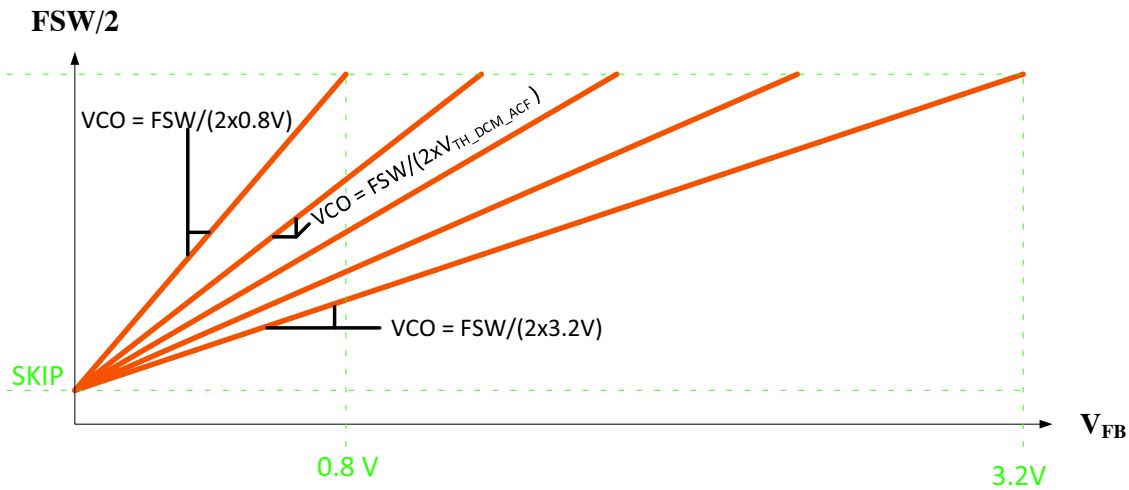 FSW/2
VCO = FSW/(2x0.8V)
VCO = FSW/(2xVTH_DCM_ACF)
VCO = FSW/(2x3.2V)
SKIP
VFB
0.8 V
3.2V